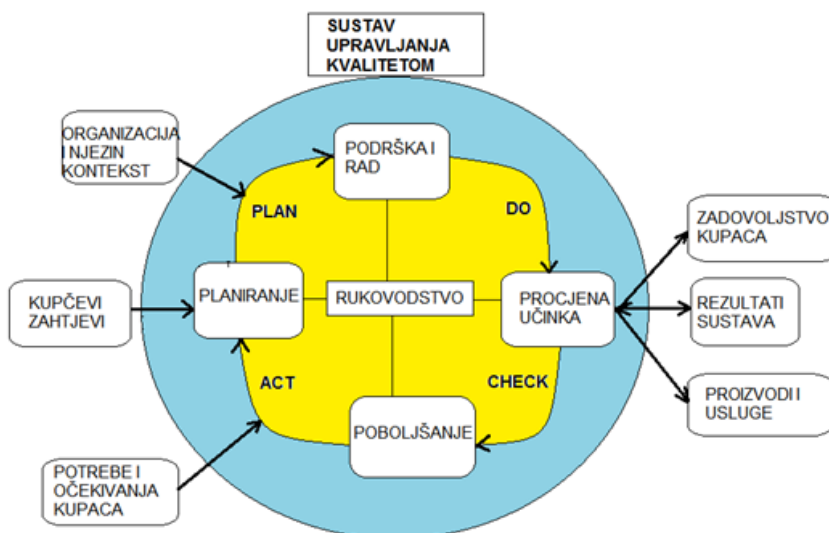 SUSTAV
UPRAVLJANJA
KVALITETOM
ORGANIZACIJA
I NJEZIN
KONTEKST
PODRŠKA I
RAD
PLAN
DO
ZADOVOLJSTVO
KUPACA
KUPČEVI
ZAHTJEVI
PLANIRANJE
RUKOVODSTVO
PROCJENA
UČINKA
REZULTATI
SUSTAVA
ACT
CHECK
PROIZVODI I
USLUGE
POBOLJŠANJE
POTREBE I
OČEKIVANJA
KUPACA